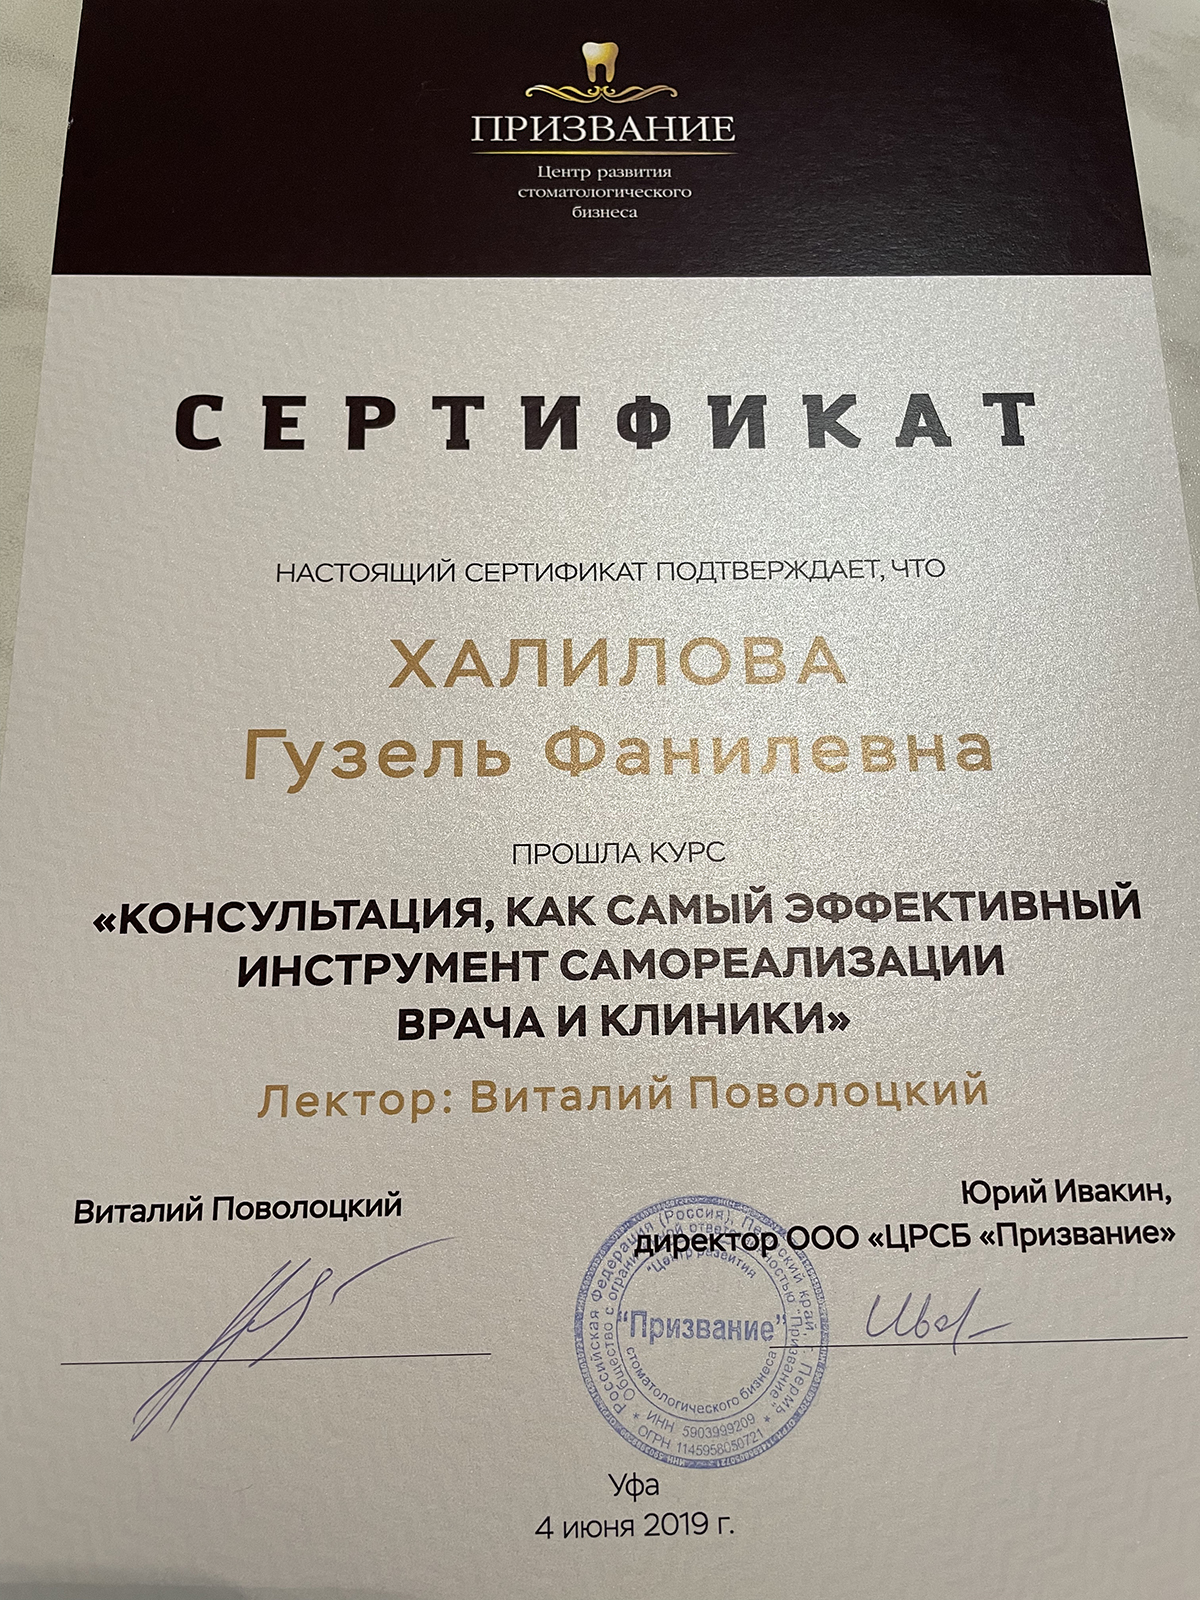 ПРИЗВАНИЕ
Центр развития
стоматологического
бизнеса
СЕРТИФИКАТ
НАСТОЯЩИЙ СЕРТИФИКАТ ПОДТВЕРЖДАЕТ, ЧТО
ХАЛИЛОВА
Гузель Фанилевна
ПРОШЛА КУРС
«КОНСУЛЬТАЦИЯ, КАК САМЫЙ ЭФФЕКТИВНЫЙ
ИНСТРУМЕНТ САМОРЕАЛИЗАЦИИ
ВРАЧА И КЛИНИКИ»
Лектор: Виталий Поволоцкий
Виталий Поволоцкий
Юрий Ивакин,
директор ООО «ЦРСБ «Призвание»
Российская Федерация (Россия), Пермский край, г. Пермь
Общество с ограниченной ответственностью "Призвание"
"Центр развития
"Призвание"
стоматологического бизнеса
* ИНН 5903999209 *
ОГРН 1145958050721
Уфа
4 июня 2019 г.